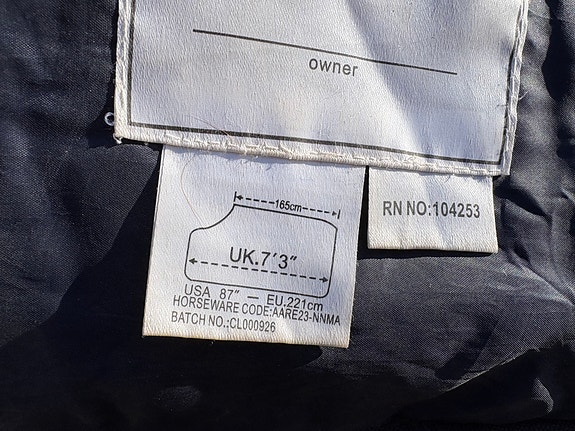 owner
165cm
UK.7'3"
USA 87" — EU.221cm
HORSEWARE CODE:AARE23-NNMA
BATCH NO.:CL000926
RN NO:104253